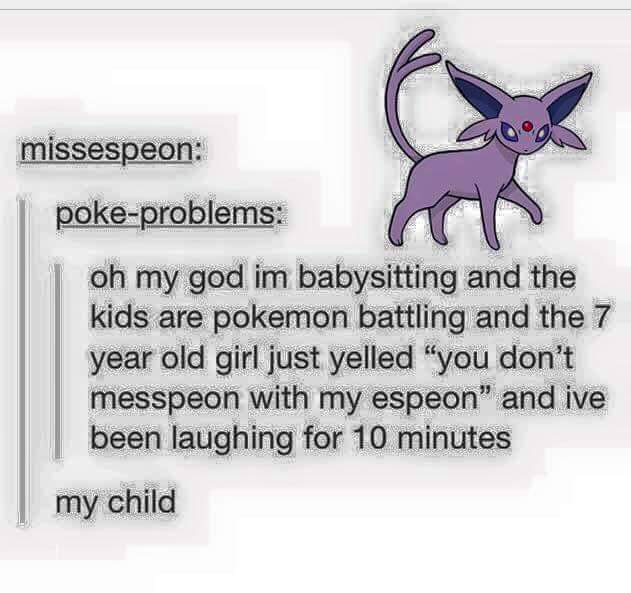 missespeon:
poke-problems:
oh my god im babysitting and the
kids are pokemon battling and the 7
year old girl just yelled “you don’t
messpeon with my espeon” and ive
been laughing for 10 minutes
my child